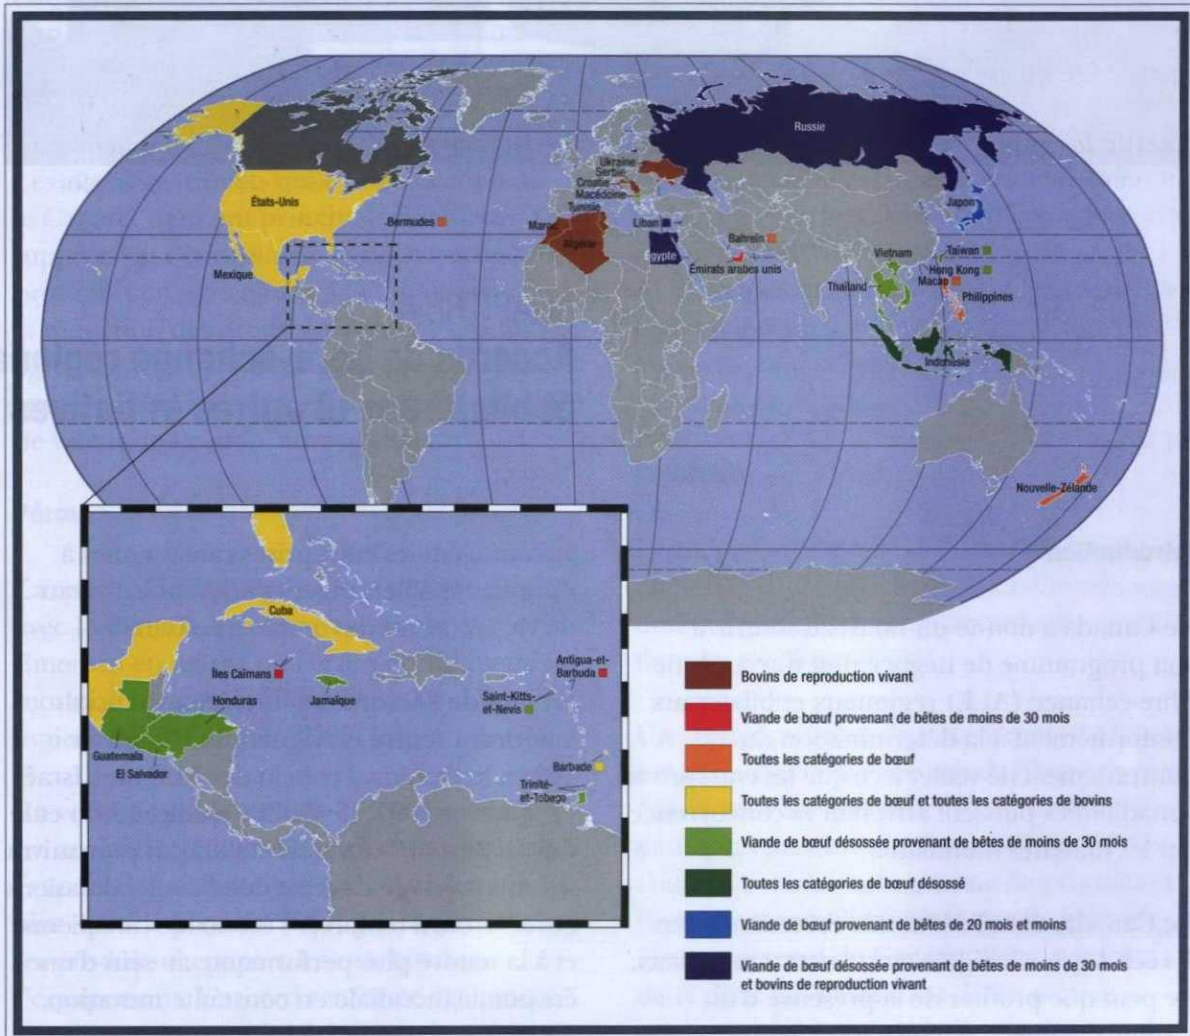 Russie
Ukraine
Serbie
Croatie
Macédoine
Tunisie
Maroc
Algérie
Liban
Égypte
Bahrein
Émirats arabes unis
États-Unis
Bermudes
Mexique
Japon
Vietnam
Taiwan
Hong Kong
Macao
Thaïland
Philippines
Indonésie
Nouvelle-Zélande
Cuba
Îles Caïmans
Jamaïque
Antigua-et-
Barbuda
Saint-Kitts-
et-Nevis
Honduras
Guatemala
El Salvador
Barbade
Trinité-
et-Tobago
Bovins de reproduction vivant
Viande de bœuf provenant de bêtes de moins de 30 mois
Toutes les catégories de bœuf
Toutes les catégories de bœuf et toutes les catégories de bovins
Viande de bœuf désossée provenant de bêtes de moins de 30 mois
Toutes les catégories de bœuf désossé
Viande de bœuf provenant de bêtes de 20 mois et moins
Viande de bœuf désossée provenant de bêtes de moins de 30 mois
et bovins de reproduction vivant